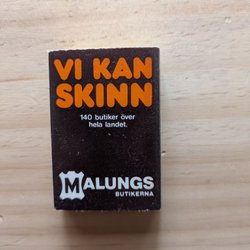 VI KAN
SKINN
140 butiker över
hela landet.
MALUNGS
BUTIKERNA